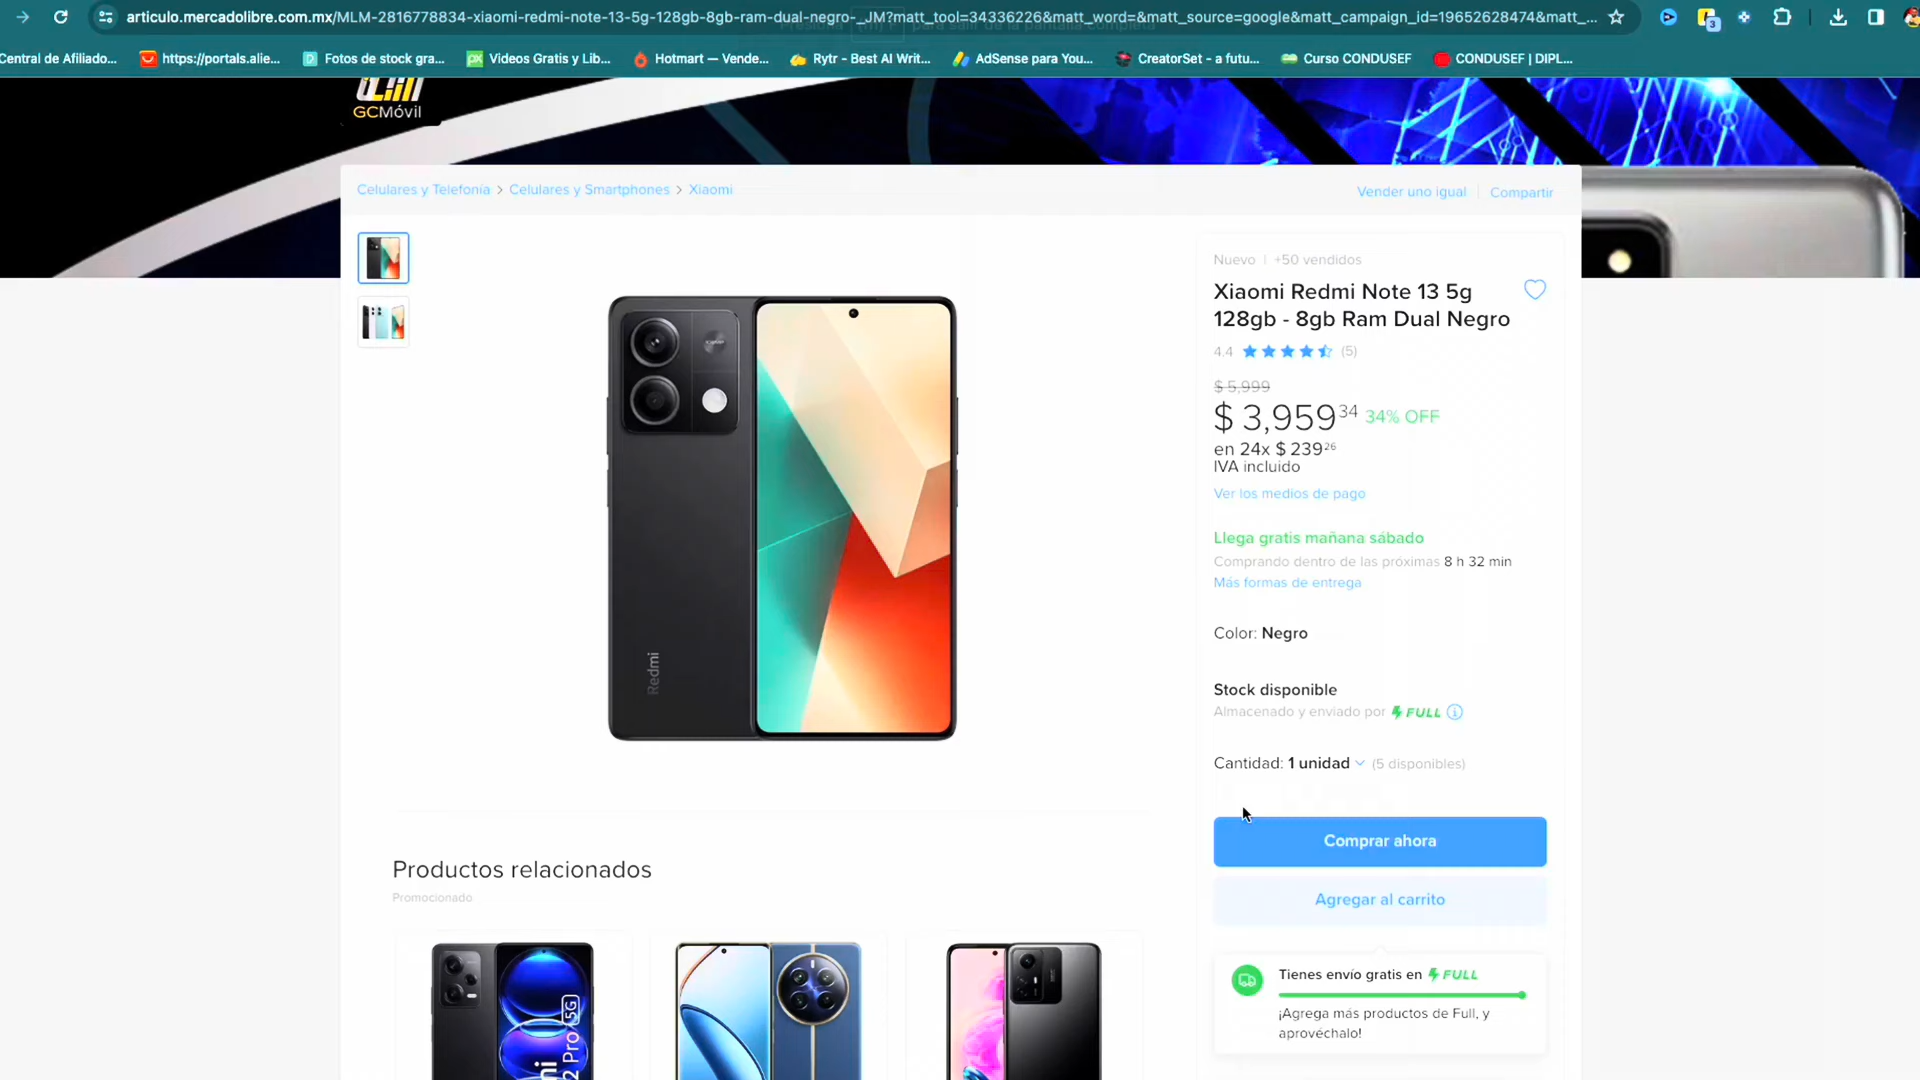 articulo.mercadolibre.com.mx/MLM-2816778834-xiaomi-redmi-note-13-5g-128gb-8gb-ram-dual-negro-_JM?matt_tool=34336226&matt_word=&matt_source=google&matt_campaign_id=19652628474&matt_...
3
Central de Afiliado...
https://portals.alie...
Fotos de stock gra...
Videos Gratis y Lib...
Hotmart — Vende...
Rytr - Best AI Writ...
AdSense para You...
CreatorSet - a futu...
Curso CONDUSEF
CONDUSEF | DIPL...
GCMóvil
Celulares y Telefonía > Celulares y Smartphones > Xiaomi
Vender uno igual | Compartir
Nuevo | +50 vendidos
Xiaomi Redmi Note 13 5g
128gb - 8gb Ram Dual Negro
4.4 (5)
$ 5,999
$ 3,959 34 34% OFF
en 24x $ 239 26
IVA incluido
Ver los medios de pago
Llega gratis mañana sábado
Comprando dentro de las próximas 8 h 32 min
Más formas de entrega
Color: Negro
Stock disponible
Almacenado y enviado por FULL
Cantidad: 1 unidad (5 disponibles)
Comprar ahora
Agregar al carrito
Tienes envío gratis en FULL
¡Agrega más productos de Full, y
aprovéchalo!
Redmi
Productos relacionados
Promocionado
2 Pro 5G